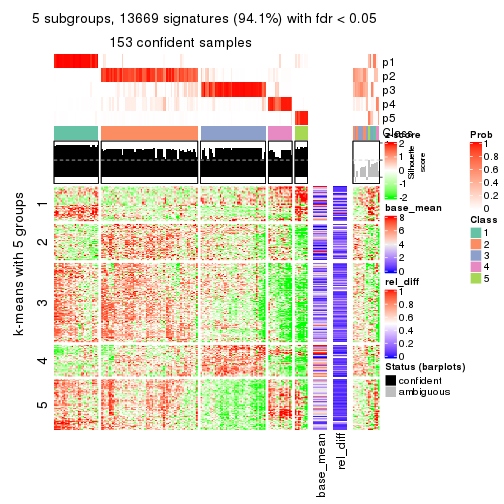 5 subgroups, 13669 signatures (94.1%) with fdr < 0.05
153 confident samples
p1
p2
p3
p4
p5
Class
1
2
3
4
5
k-means with 5 groups
base_mean
rel_diff
Silhouette
score
z-score
2
1
0
-1
-2
base_mean
8
6
4
2
0
rel_diff
1
0.8
0.6
0.4
0.2
0
Status (barplots)
confident
ambiguous
Prob
1
0.8
0.6
0.4
0.2
0
Class
1
2
3
4
5